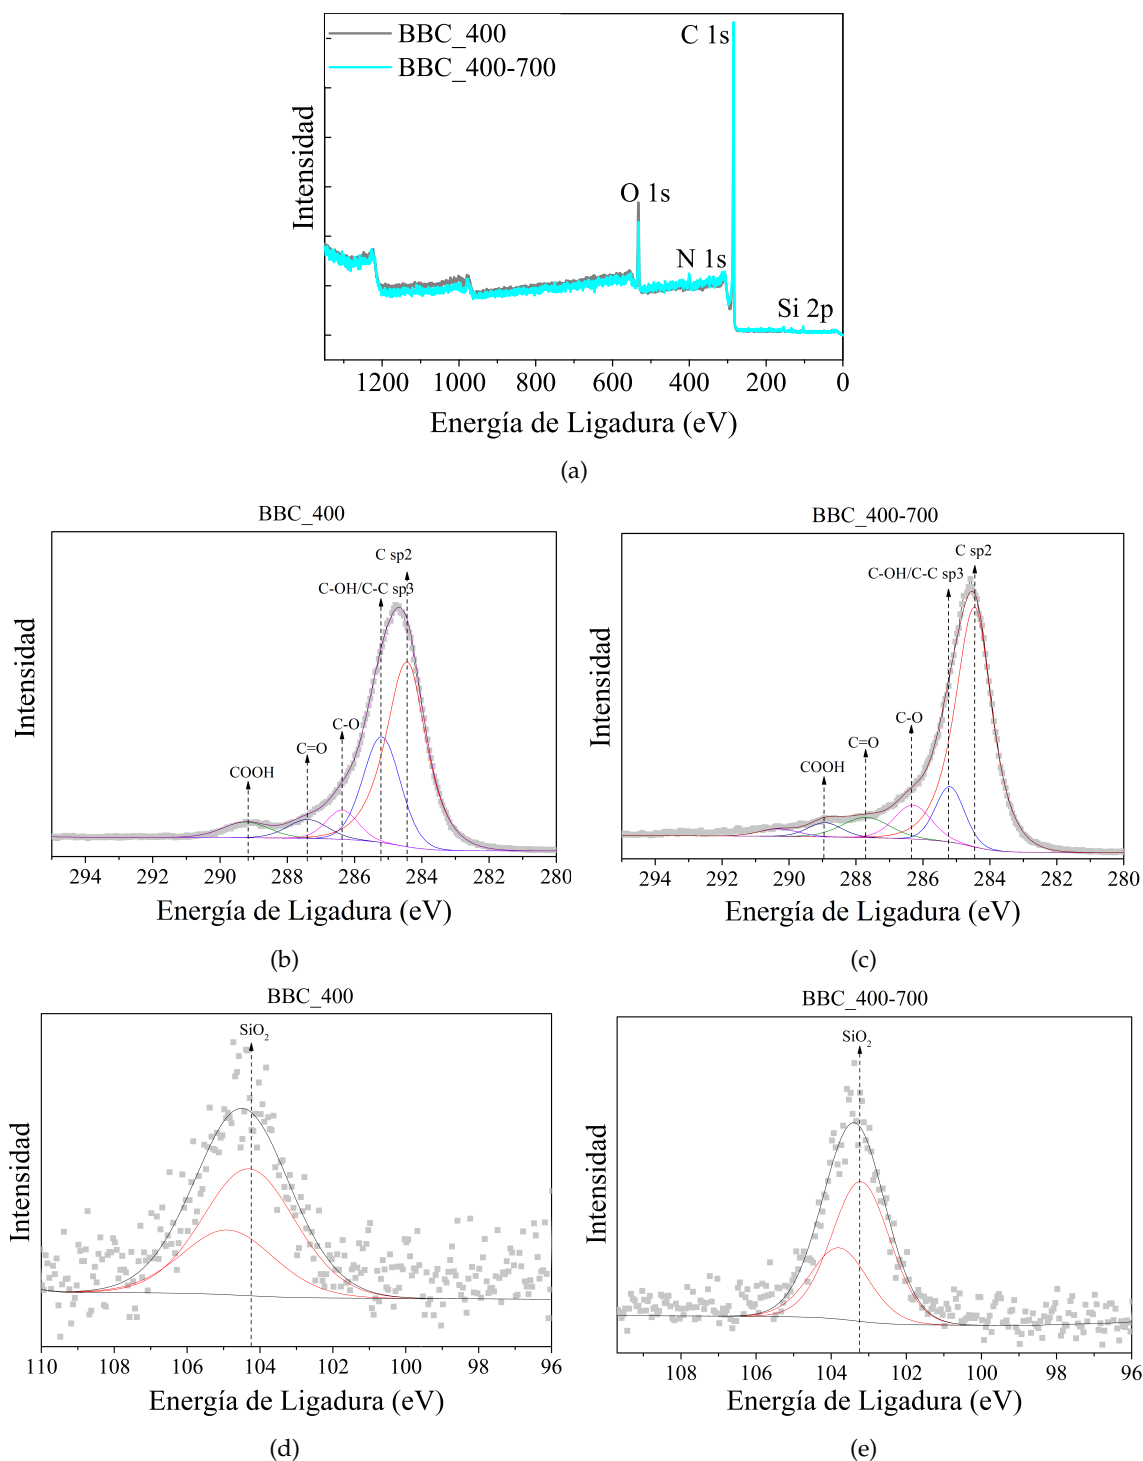 BBC_400
BBC_400-700
C 1s
O 1s
N 1s
Si 2p
Intensidad
1200 1000 800 600 400 200 0
Energía de Ligadura (eV)
(a)
BBC_400
C sp2
C-OH/C-C sp3
C-O
C=O
COOH
Intensidad
294 292 290 288 286 284 282 280
Energía de Ligadura (eV)
(b)
BBC_400-700
C sp2
C-OH/C-C sp3
C-O
C=O
COOH
Intensidad
294 292 290 288 286 284 282 280
Energía de Ligadura (eV)
(c)
BBC_400
SiO2
Intensidad
110 108 106 104 102 100 98 96
Energía de Ligadura (eV)
(d)
BBC_400-700
SiO2
Intensidad
108 106 104 102 100 98 96
Energía de Ligadura (eV)
(e)